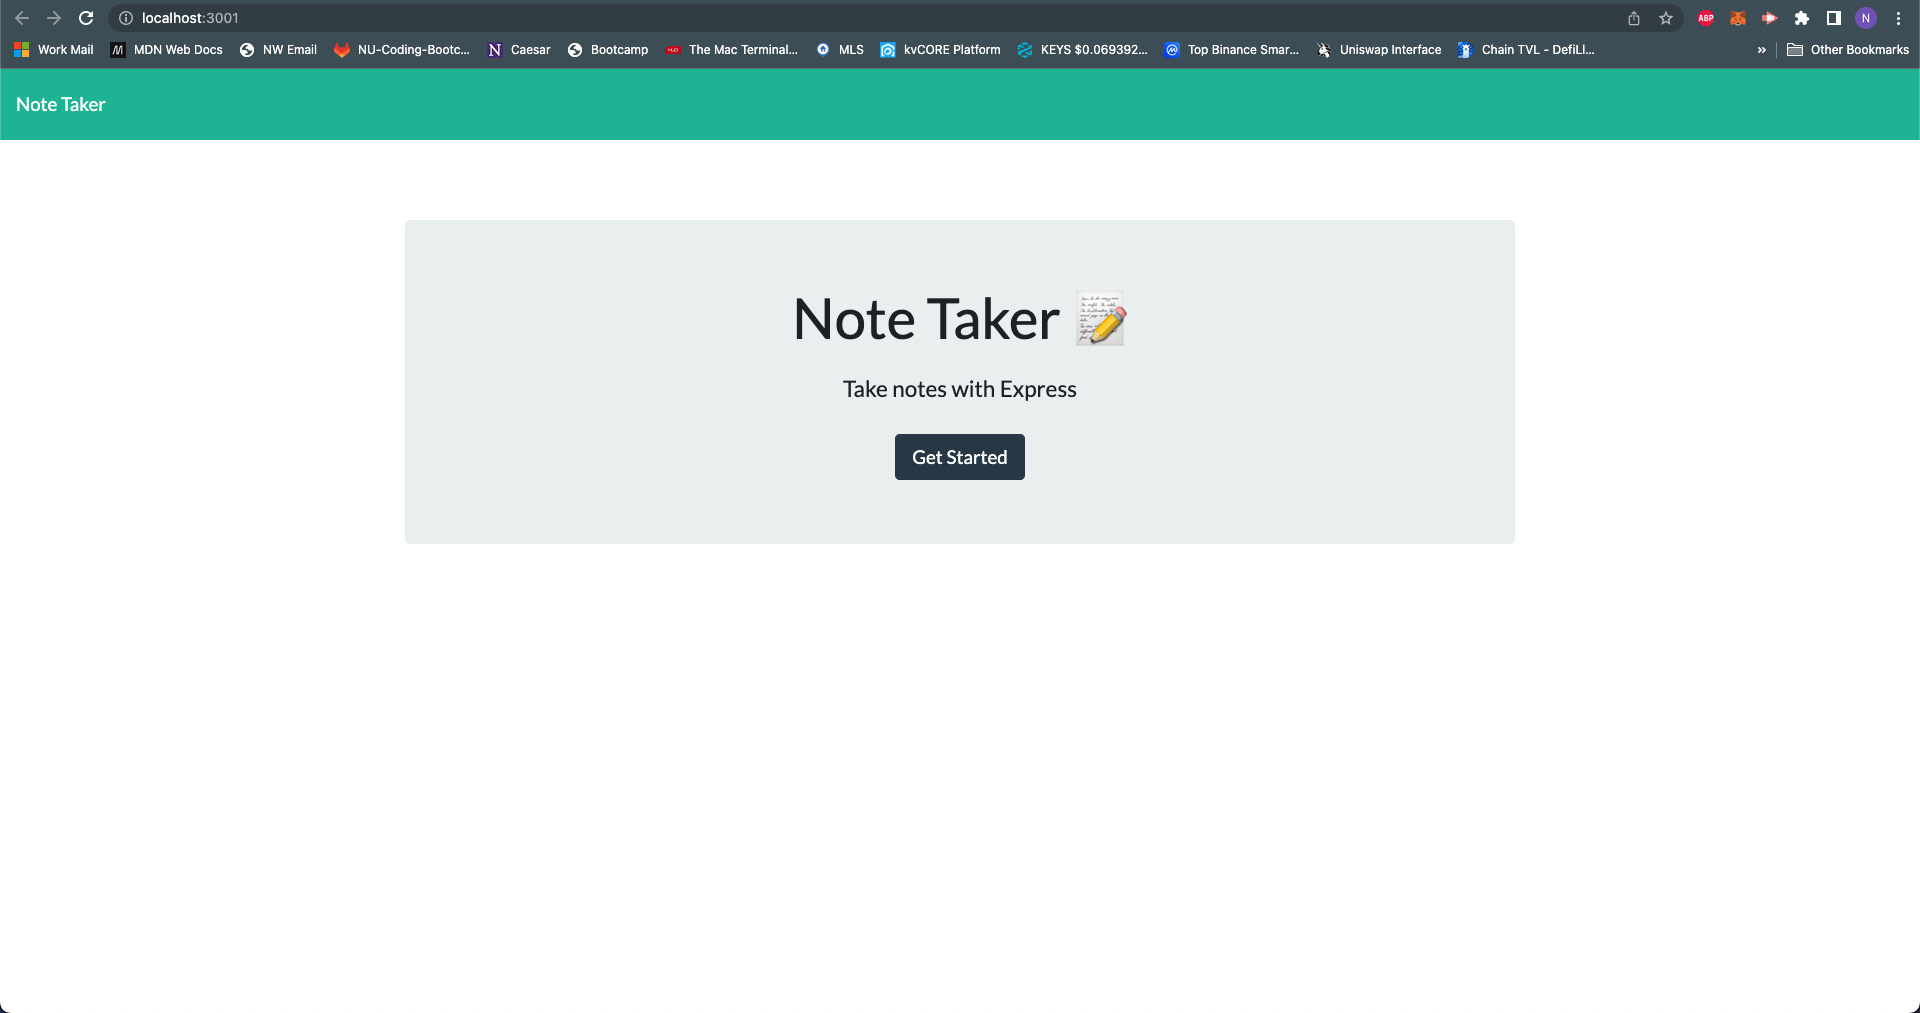 localhost:3001
ABP
N
Work Mail
MDN Web Docs
NW Email
NU-Coding-Bootc...
N Caesar
Bootcamp
The Mac Terminal...
MLS
kvCORE Platform
KEYS $0.069392...
Top Binance Smar...
Uniswap Interface
Chain TVL - DefiLl...
»
Other Bookmarks
Note Taker
Note Taker
Take notes with Express
Get Started